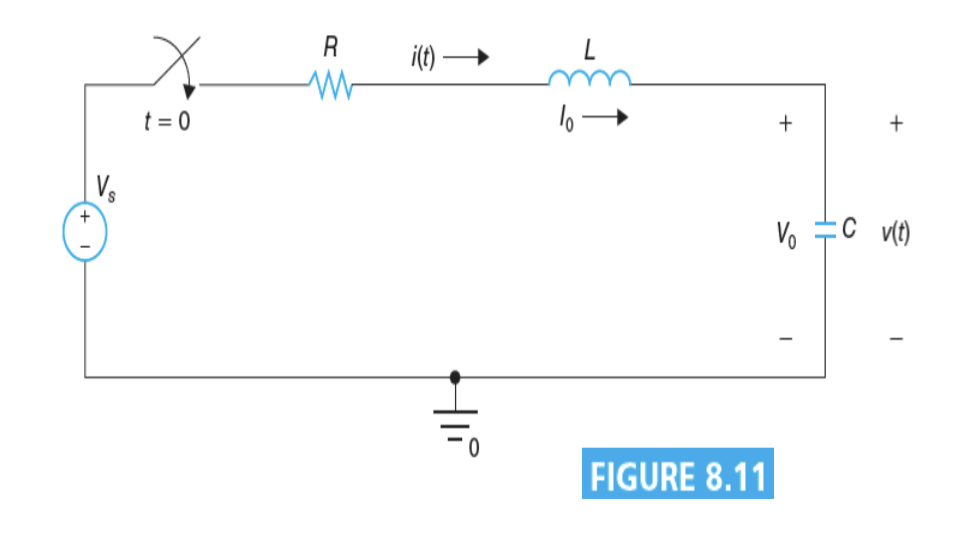 R
i(t)
L
t = 0
I0
+
+
Vs
+
−
V0
C
v(t)
−
−
0
FIGURE 8.11